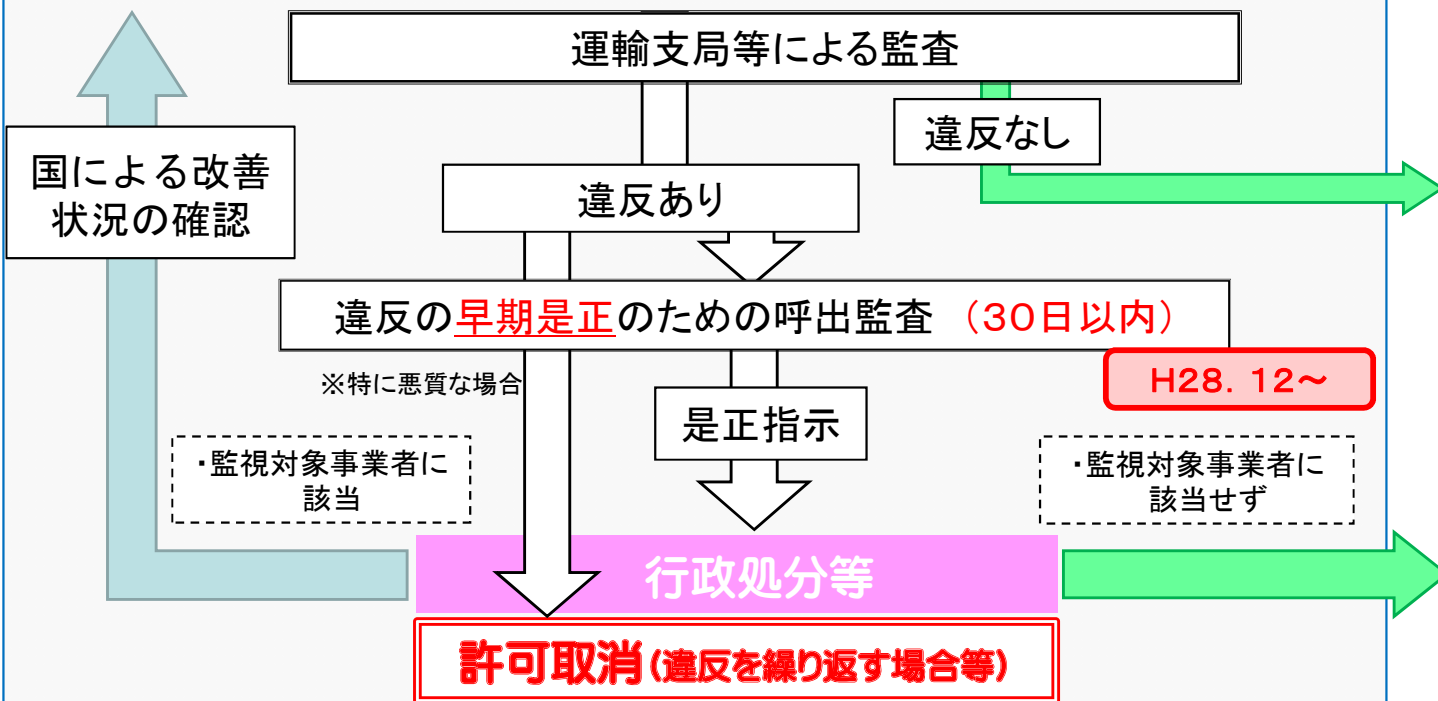 運輸支局等による監査
違反なし
国による改善
状況の確認
違反あり
違反の早期是正のための呼出監査 （30日以内）
※特に悪質な場合
H28. 12～
是正指示
・監視対象事業者に
該当
・監視対象事業者に
該当せず
行政処分等
許可取消(違反を繰り返す場合等)